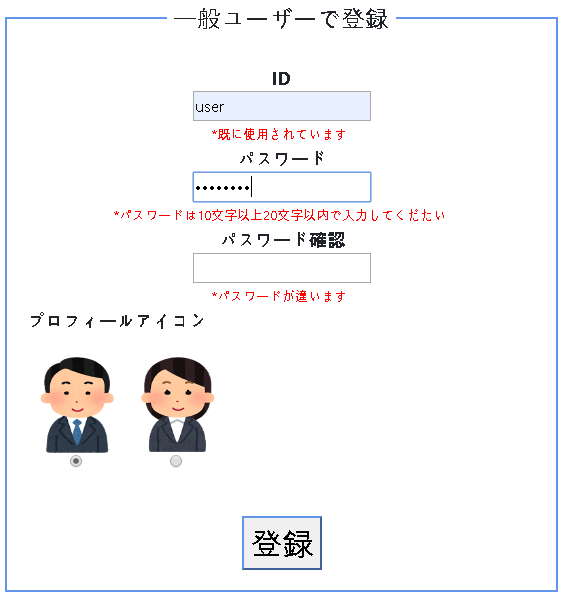 一般ユーザーで登録
ID
user
*既に使用されています
パスワード
••••••••
*パスワードは10文字以上20文字以内で入力してくだたい
パスワード確認
*パスワードが違います
プロフィールアイコン
登録